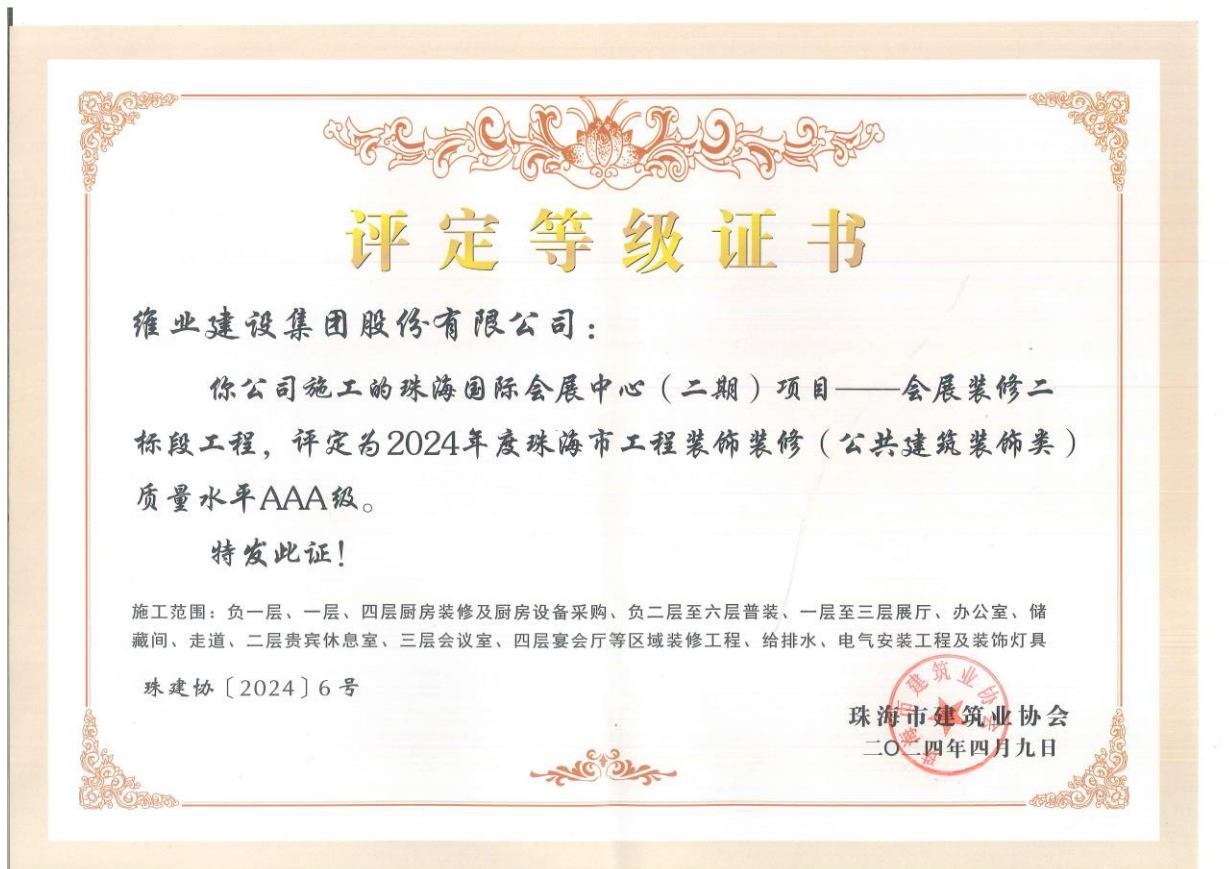 评定等级证书
维业建设集团股份有限公司：
你公司施工的珠海国际会展中心（二期）项目——会展装修二
标段工程，评定为2024年度珠海市工程装饰装修（公共建筑装饰类）
质量水平AAA级。
特发此证！
施工范围：负一层、一层、四层厨房装修及厨房设备采购、负二层至六层普装、一层至三层展厅、办公室、储
藏间、走道、二层贵宾休息室、三层会议室、四层宴会厅等区域装修工程、给排水、电气安装工程及装饰灯具
珠建协〔2024〕6号
珠海市建筑业协会
二〇二四年四月九日
珠海市建筑业协会